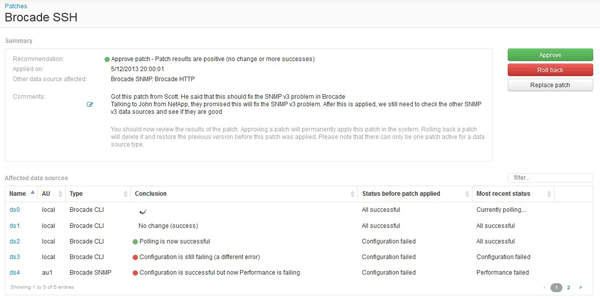 Patches
Brocade SSH
Summary
Recommendation: Approve patch - Patch results are positive (no change or more successes)
Applied on: 5/12/2013 20:00:01
Other data source affected: Brocade SNMP, Brocade HTTP
Comments: Got this patch from Scott. He said that this should fix the SNMP v3 problem in Brocade
Talking to John from NetApp, they promised this will fix the SNMP v3 problem. After this is applied, we still need to check the other SNMP
v3 data sources and see if they are good
You should now review the results of the patch. Approving a patch will permanently apply this patch in the system. Rolling back a patch
will delete it and restore the previous version before this patch was applied. Please note that there can only be one patch active for a data
source type.
Approve
Roll back
Replace patch
Affected data sources
filter...
Name AU Type Conclusion Status before patch applied Most recent status
ds0 local Brocade CLI All successful Currently polling...
ds1 local Brocade CLI No change (success) All successful All successful
ds2 local Brocade CLI Polling is now successful Configuration failed All successful
ds3 local Brocade CLI Configuration is still failing (a different error) Configuration failed Configuration failed
ds4 au1 Brocade SNMP Configuration is successful but now Performance is failing Configuration failed Performance failed
Showing 1 to 5 of 6 entries
< 1 2 >